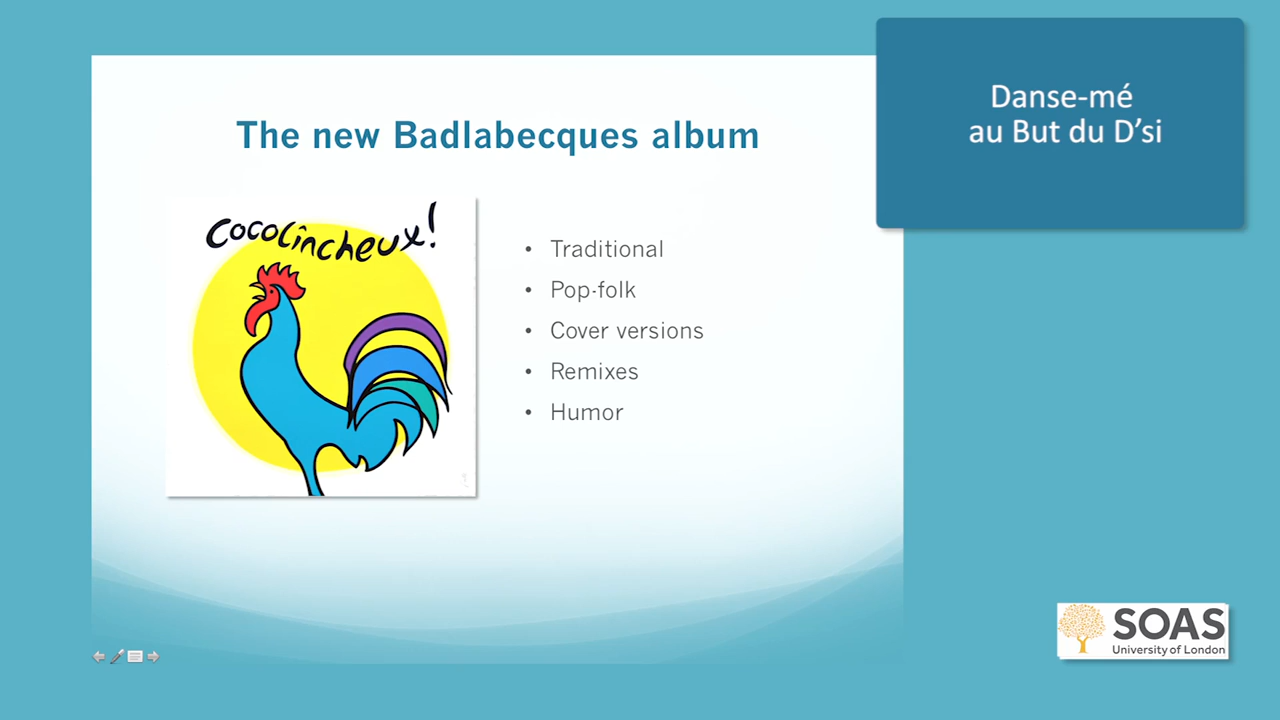 Danse-mé
au But du D’si
The new Badlabecques album
Cocolîncheux!
• Traditional
• Pop-folk
• Cover versions
• Remixes
• Humor
SOAS
University of London